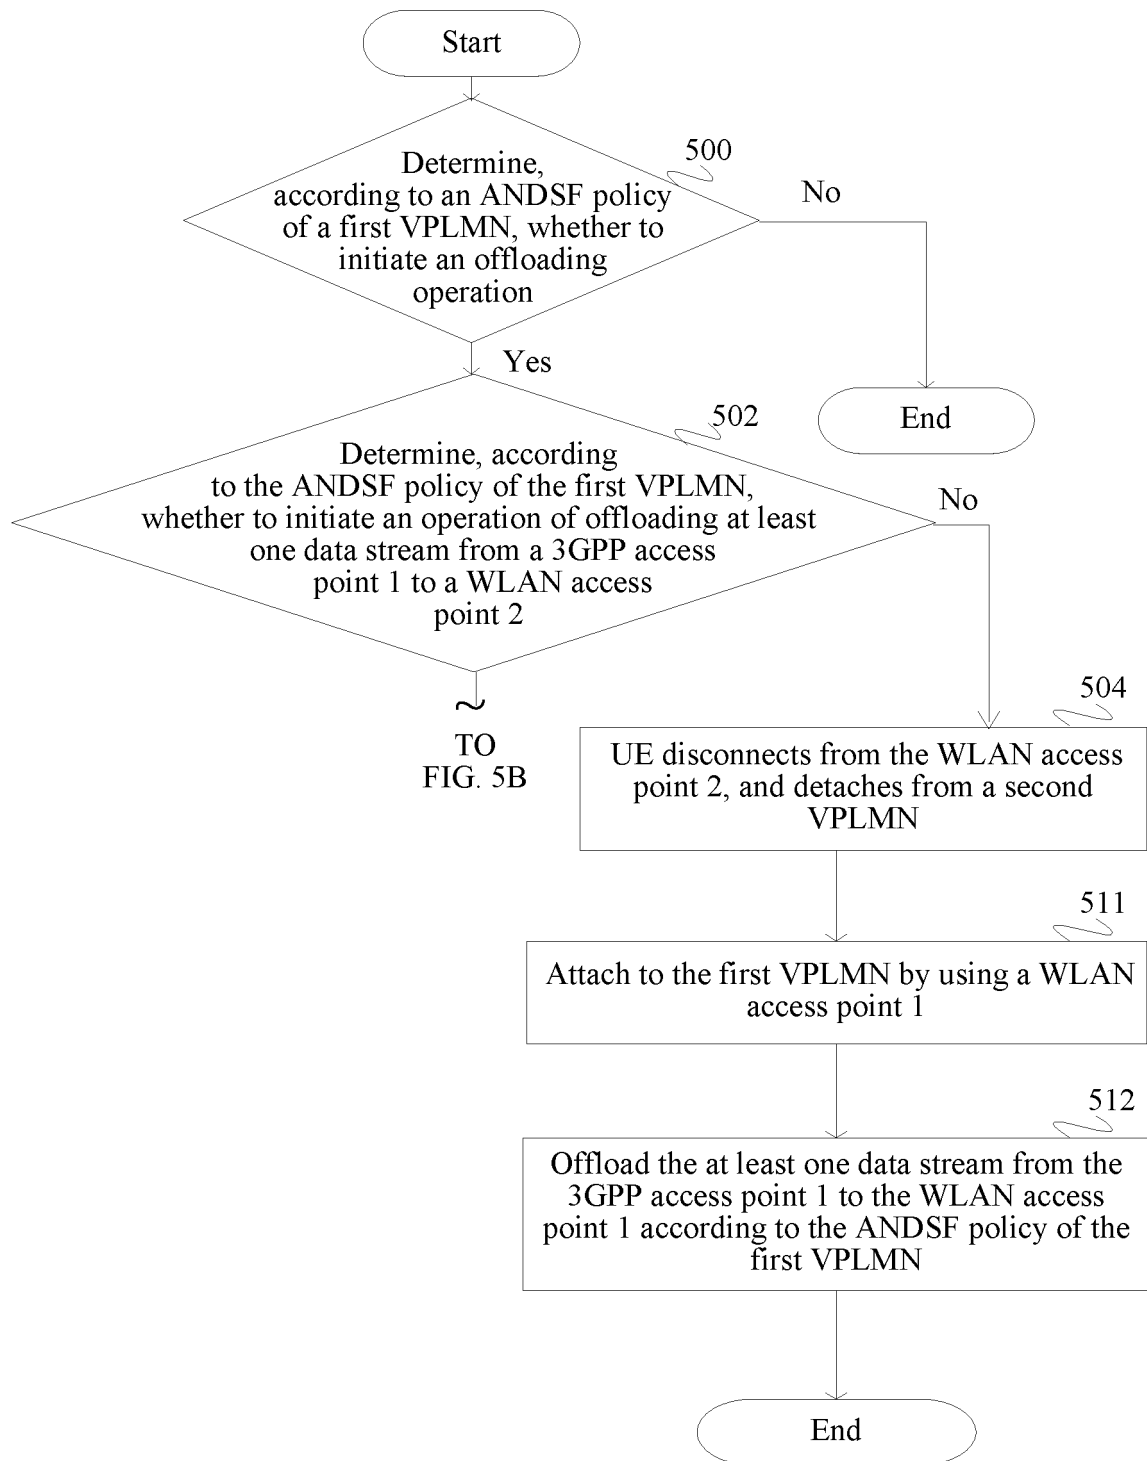 Start
500
Determine,
according to an ANDSF policy
of a first VPLMN, whether to
initiate an offloading
operation
No
Yes
End
502
Determine, according
to the ANDSF policy of the first VPLMN,
whether to initiate an operation of offloading at least
one data stream from a 3GPP access
point 1 to a WLAN access
point 2
No
TO
FIG. 5B
504
UE disconnects from the WLAN access
point 2, and detaches from a second
VPLMN
511
Attach to the first VPLMN by using a WLAN
access point 1
512
Offload the at least one data stream from the
3GPP access point 1 to the WLAN access
point 1 according to the ANDSF policy of the
first VPLMN
End